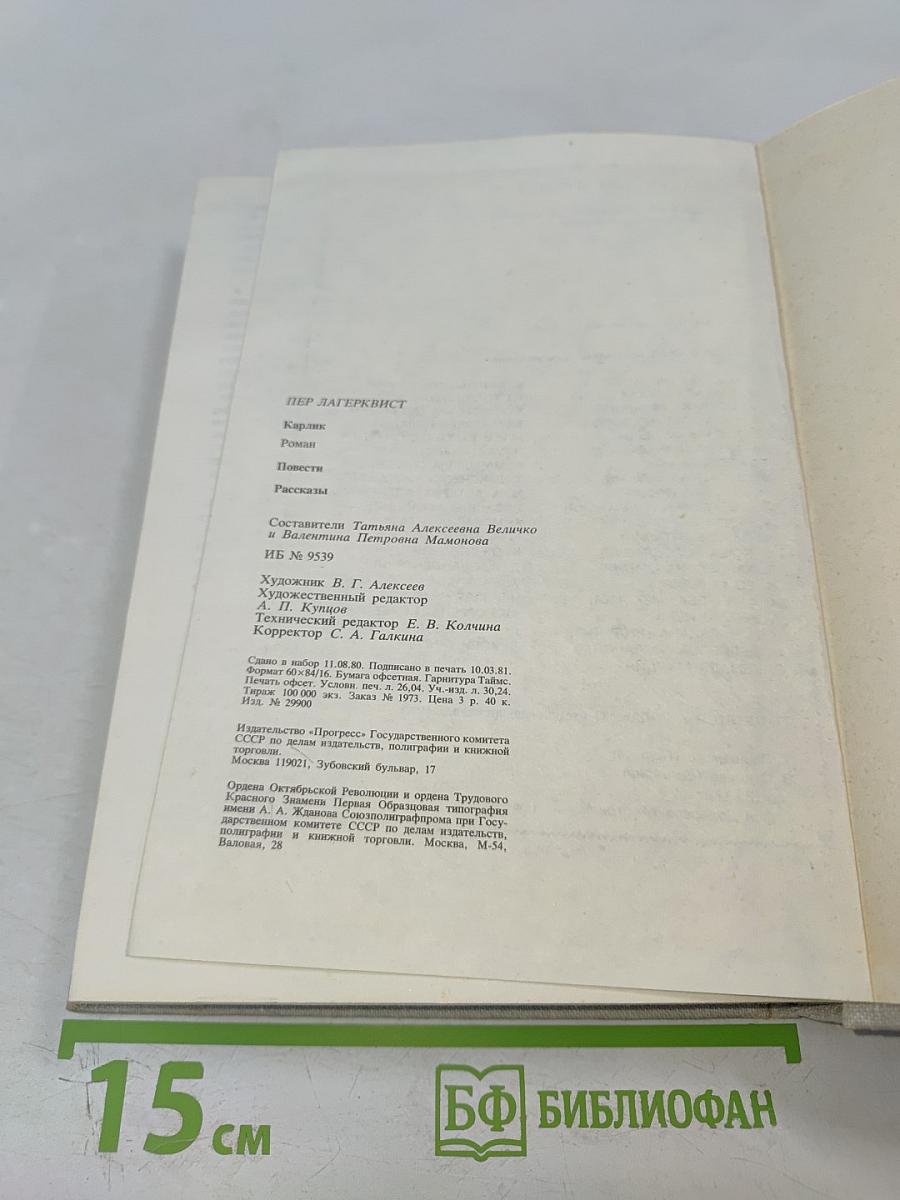 ПЕР ЛАГЕРКВИСТ
Карлик
Роман
Повести
Рассказы
Составители Татьяна Алексеевна Величко
и Валентина Петровна Мамонова
ИБ № 9539
Художник В. Г. Алексеев
Художественный редактор
А. П. Купцов
Технический редактор Е. В. Колчина
Корректор С. А. Галкина
Сдано в набор 11.08.80. Подписано в печать 10.03.81.
Формат 60×84/16. Бумага офсетная. Гарнитура Таймс.
Печать офсет. Условн. печ. л. 26,04. Уч.-изд. л. 30,24.
Тираж 100 000 экз. Заказ № 1973. Цена 3 р. 40 к.
Изд. № 29900
Издательство «Прогресс» Государственного комитета
СССР по делам издательств, полиграфии и книжной
торговли.
Москва 119021, Зубовский бульвар, 17
Ордена Октябрьской Революции и ордена Трудового
Красного Знамени Первая Образцовая типография
имени А. А. Жданова Союзполиграфпрома при Госу-
дарственном комитете СССР по делам издательств,
полиграфии и книжной торговли. Москва, М-54,
Валовая, 28
15 см
БФ БИБЛИОФАН